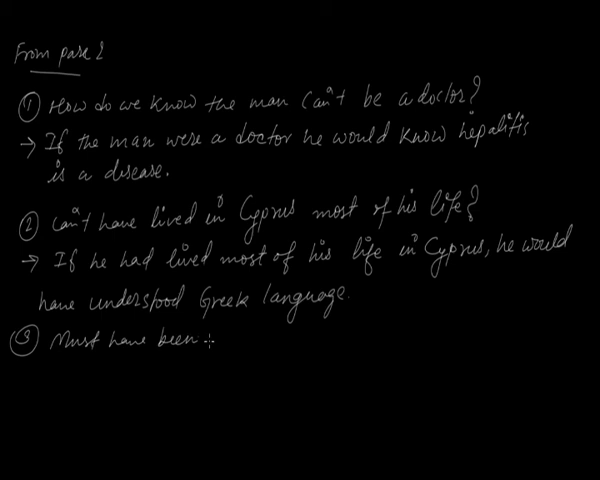 From para 2
① How do we know the man can't be a doctor?
→ If the man were a doctor he would know hepatitis
is a disease.
② can't have lived in Cyprus most of his life?
→ If he had lived most of his life in Cyprus, he would
have understood Greek language.
③ Must have been